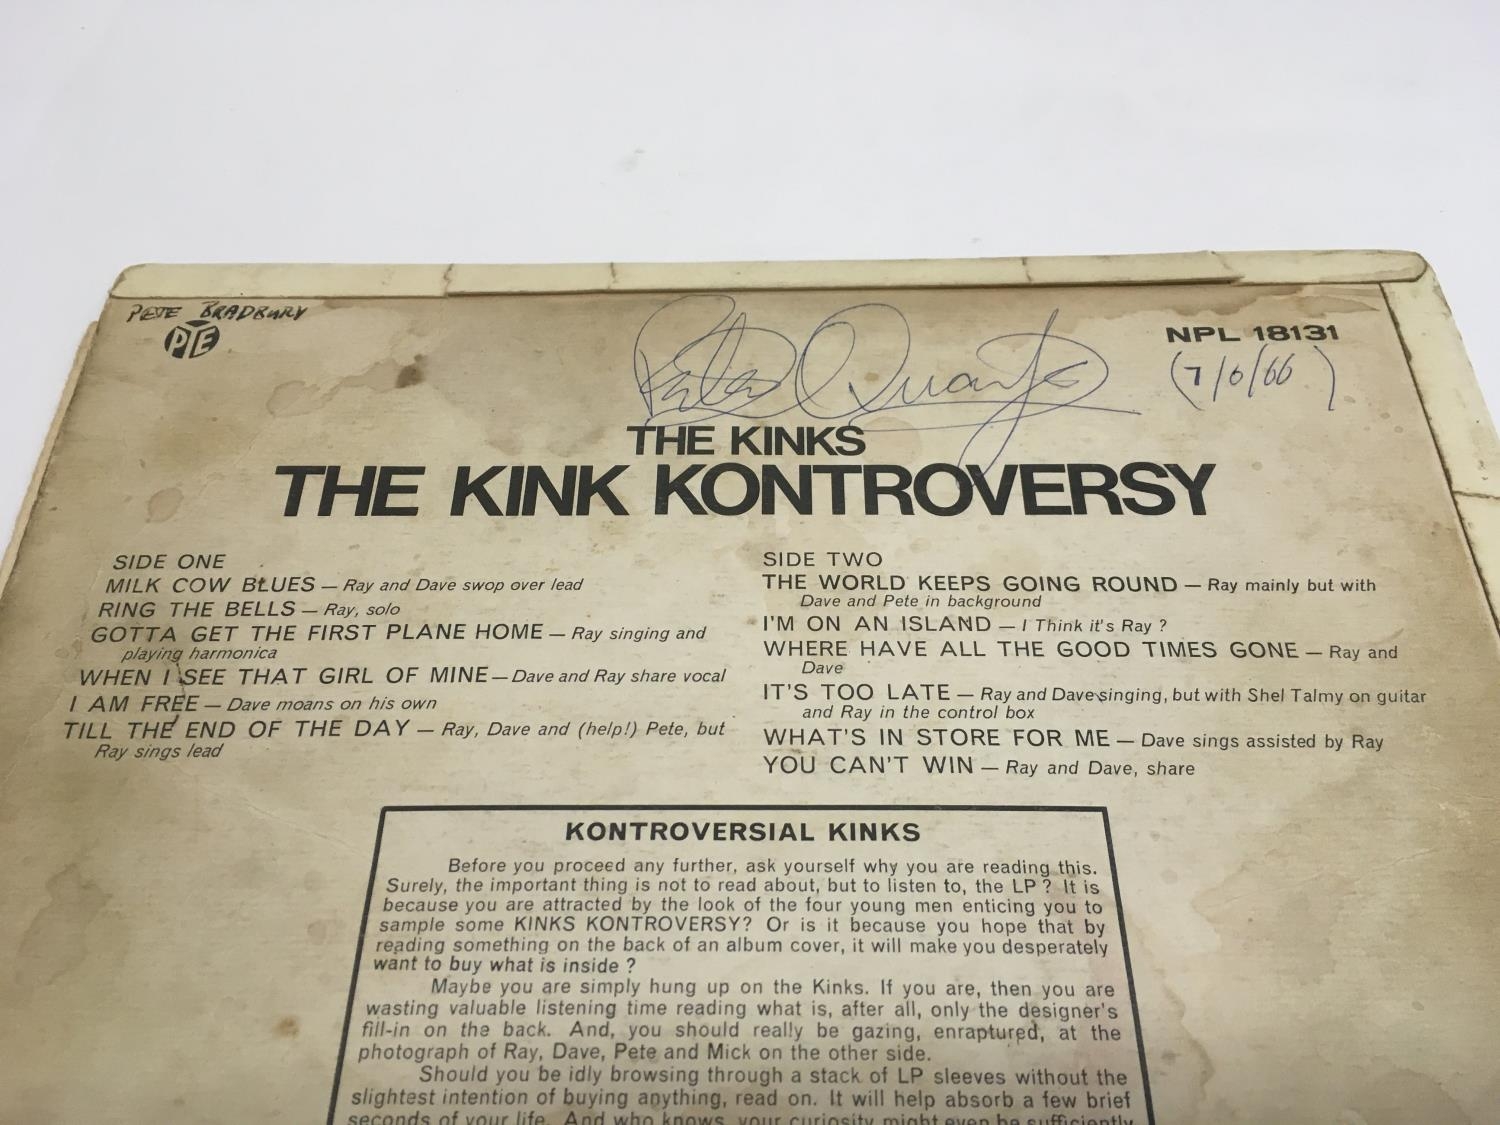 PETE BRADBURY
PYE
Peter Quaife
NPL 18131
(7/6/66)
THE KINKS
THE KINK KONTROVERSY
SIDE ONE
MILK COW BLUES — Ray and Dave swop over lead
RING THE BELLS — Ray, solo
GOTTA GET THE FIRST PLANE HOME — Ray singing and
playing harmonica
WHEN I SEE THAT GIRL OF MINE — Dave and Ray share vocal
I AM FREE — Dave moans on his own
TILL THE END OF THE DAY — Ray, Dave and (help!) Pete, but
Ray sings lead
SIDE TWO
THE WORLD KEEPS GOING ROUND — Ray mainly but with
Dave and Pete in background
I'M ON AN ISLAND — I Think it's Ray ?
WHERE HAVE ALL THE GOOD TIMES GONE — Ray and
Dave
IT'S TOO LATE — Ray and Dave singing, but with Shel Talmy on guitar
and Ray in the control box
WHAT'S IN STORE FOR ME — Dave sings assisted by Ray
YOU CAN'T WIN — Ray and Dave, share
KONTROVERSIAL KINKS
Before you proceed any further, ask yourself why you are reading this.
Surely, the important thing is not to read about, but to listen to, the LP ? It is
because you are attracted by the look of the four young men enticing you to
sample some KINKS KONTROVERSY? Or is it because you hope that by
reading something on the back of an album cover, it will make you desperately
want to buy what is inside ?
Maybe you are simply hung up on the Kinks. If you are, then you are
wasting valuable listening time reading what is, after all, only the designer's
fill-in on the back. And, you should really be gazing, enraptured, at the
photograph of Ray, Dave, Pete and Mick on the other side.
Should you be idly browsing through a stack of LP sleeves without the
slightest intention of buying anything, read on. It will help absorb a few brief
seconds of your life. And who knows, your curiosity might even be sufficiently